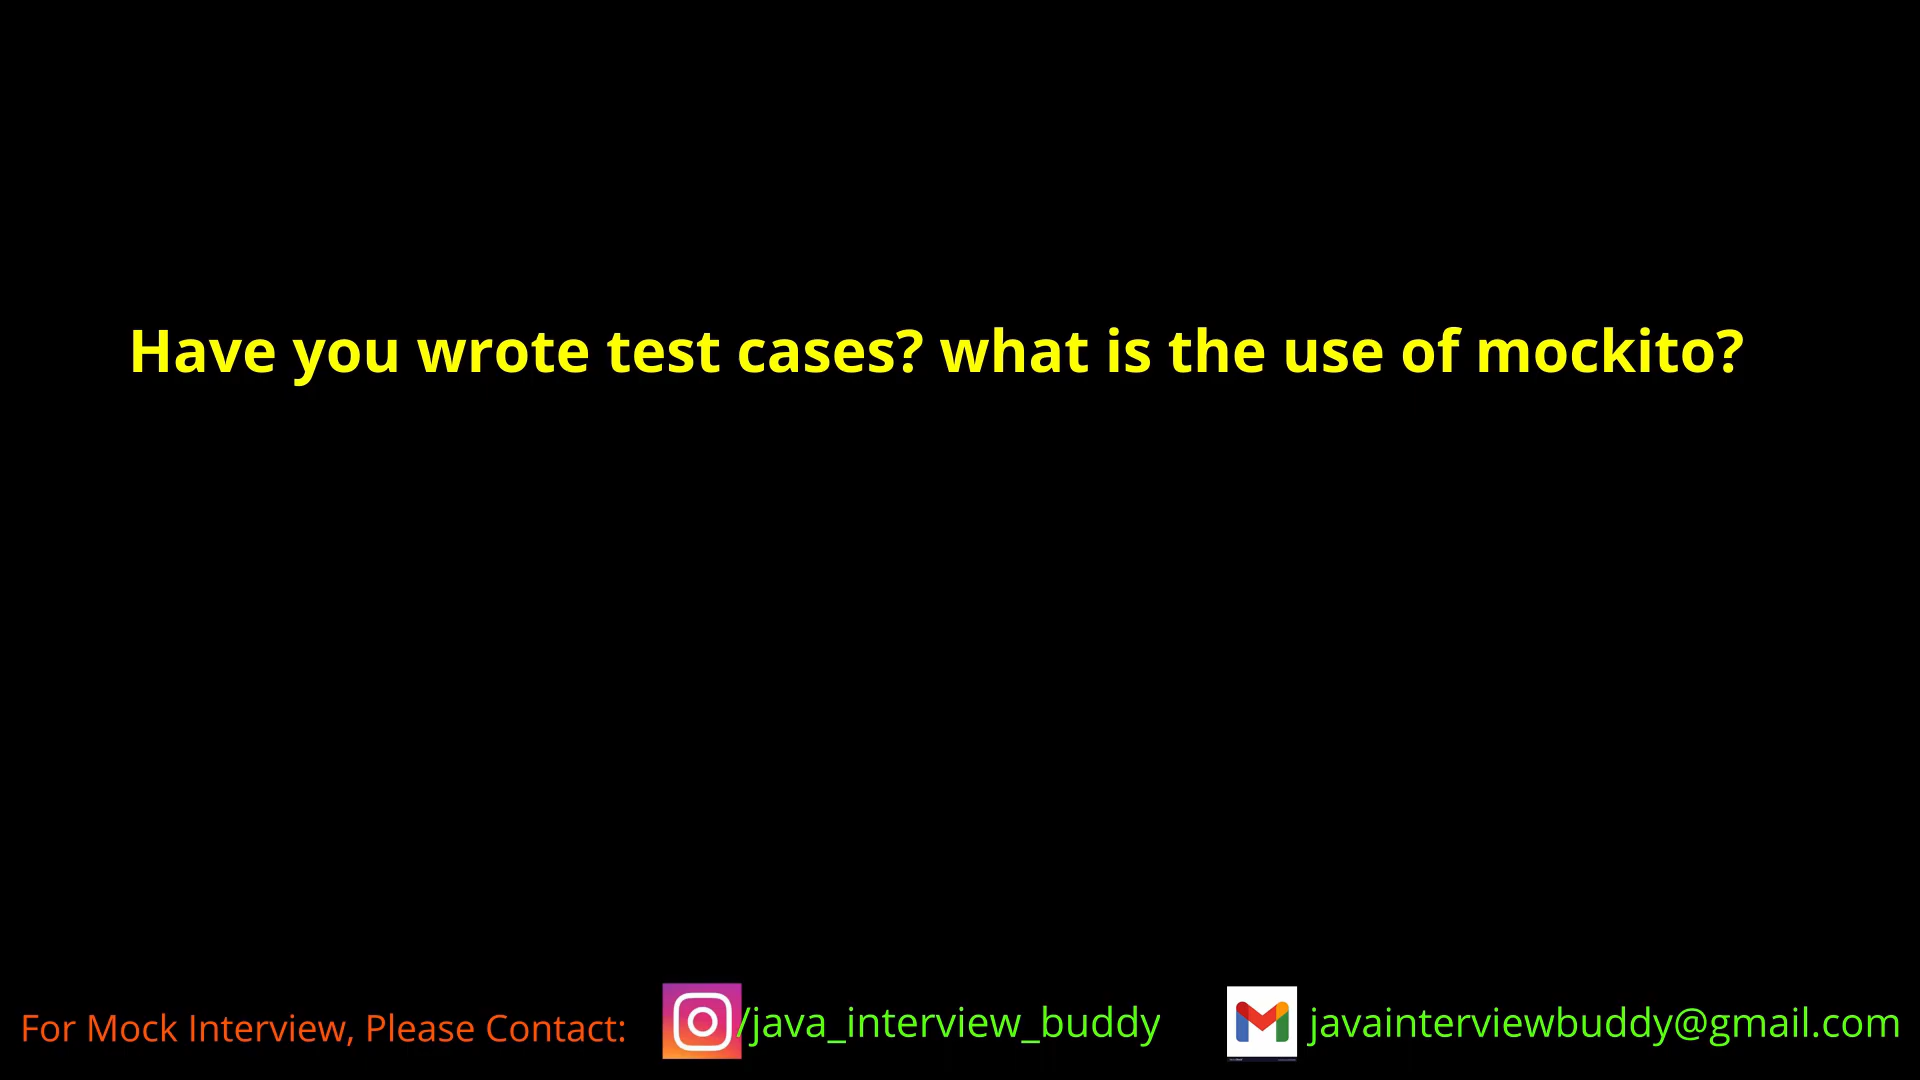 Have you wrote test cases? what is the use of mockito?
For Mock Interview, Please Contact: /java_interview_buddy javainterviewbuddy@gmail.com